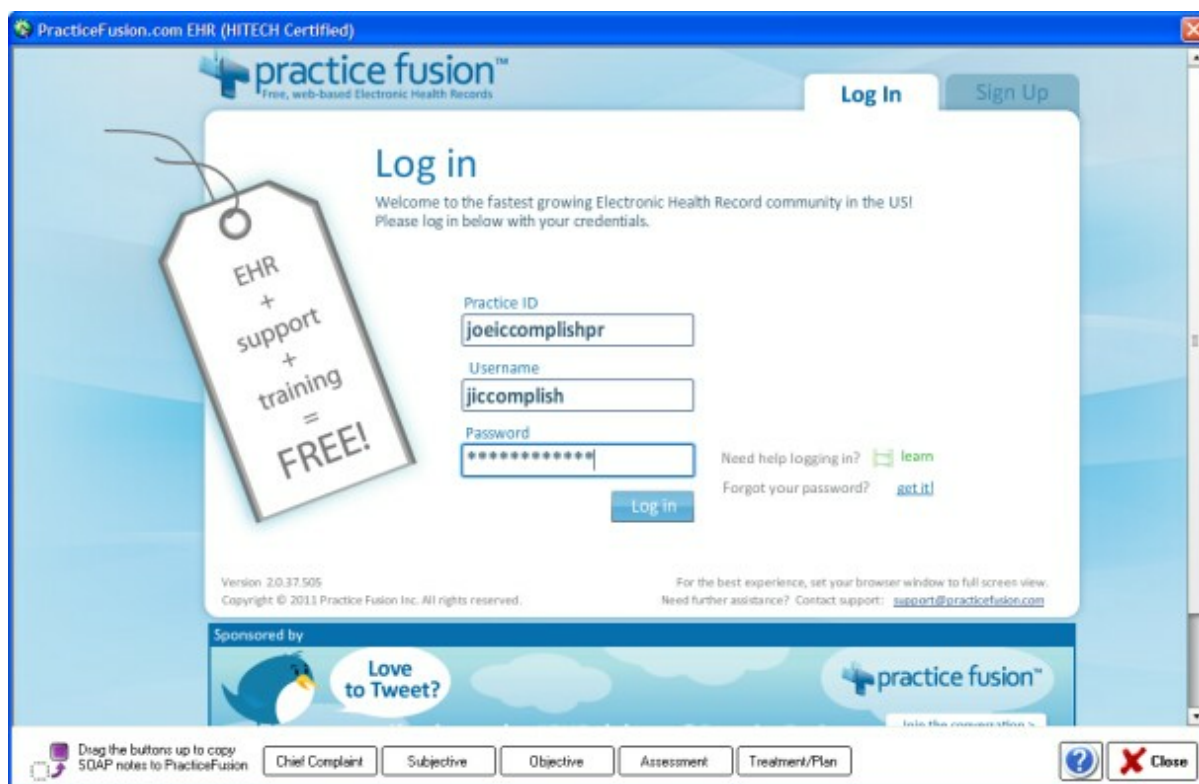 PracticeFusion.com EHR (HITECH Certified)
practice fusion™
Free, web-based Electronic Health Records
Log In
Sign Up
Log in
Welcome to the fastest growing Electronic Health Record community in the US!
Please log in below with your credentials.
EHR
+
support
+
training
=
FREE!
Practice ID
joeiccomplishpr
Username
jiccomplish
Password
************
Need help logging in? learn
Forgot your password? get it!
Log in
Version 2.0.37.505
For the best experience, set your browser window to full screen view.
Copyright © 2011 Practice Fusion Inc. All rights reserved.
Need further assistance? Contact support: support@practicefusion.com
Sponsored by
Love
to Tweet?
practice fusion™
Join the conversation >
Drag the buttons up to copy
SOAP notes to PracticeFusion
Chief Complaint
Subjective
Objective
Assessment
Treatment/Plan
?
Close